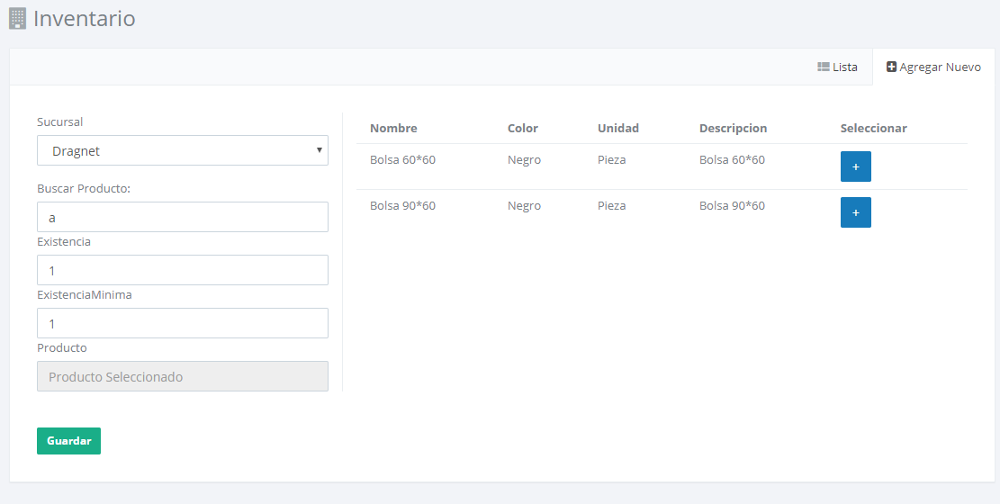 Inventario
Lista Agregar Nuevo
Sucursal
Dragnet
Buscar Producto:
a
Existencia
1
ExistenciaMinima
1
Producto
Producto Seleccionado
Guardar
Nombre Color Unidad Descripcion Seleccionar
Bolsa 60*60 Negro Pieza Bolsa 60*60 +
Bolsa 90*60 Negro Pieza Bolsa 90*60 +